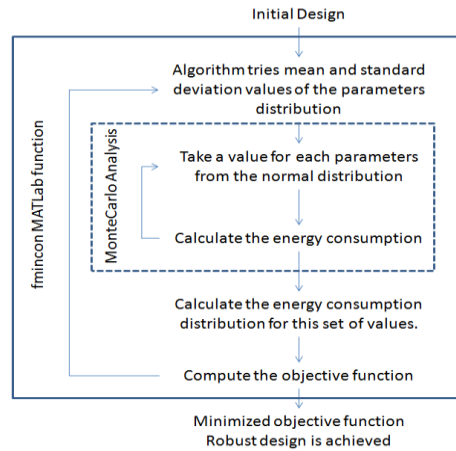 Initial Design
Algorithm tries mean and standard
deviation values of the parameters
distribution
fmincon MATLab function
MonteCarlo Analysis
Take a value for each parameters
from the normal distribution
Calculate the energy consumption
Calculate the energy consumption
distribution for this set of values.
Compute the objective function
Minimized objective function
Robust design is achieved